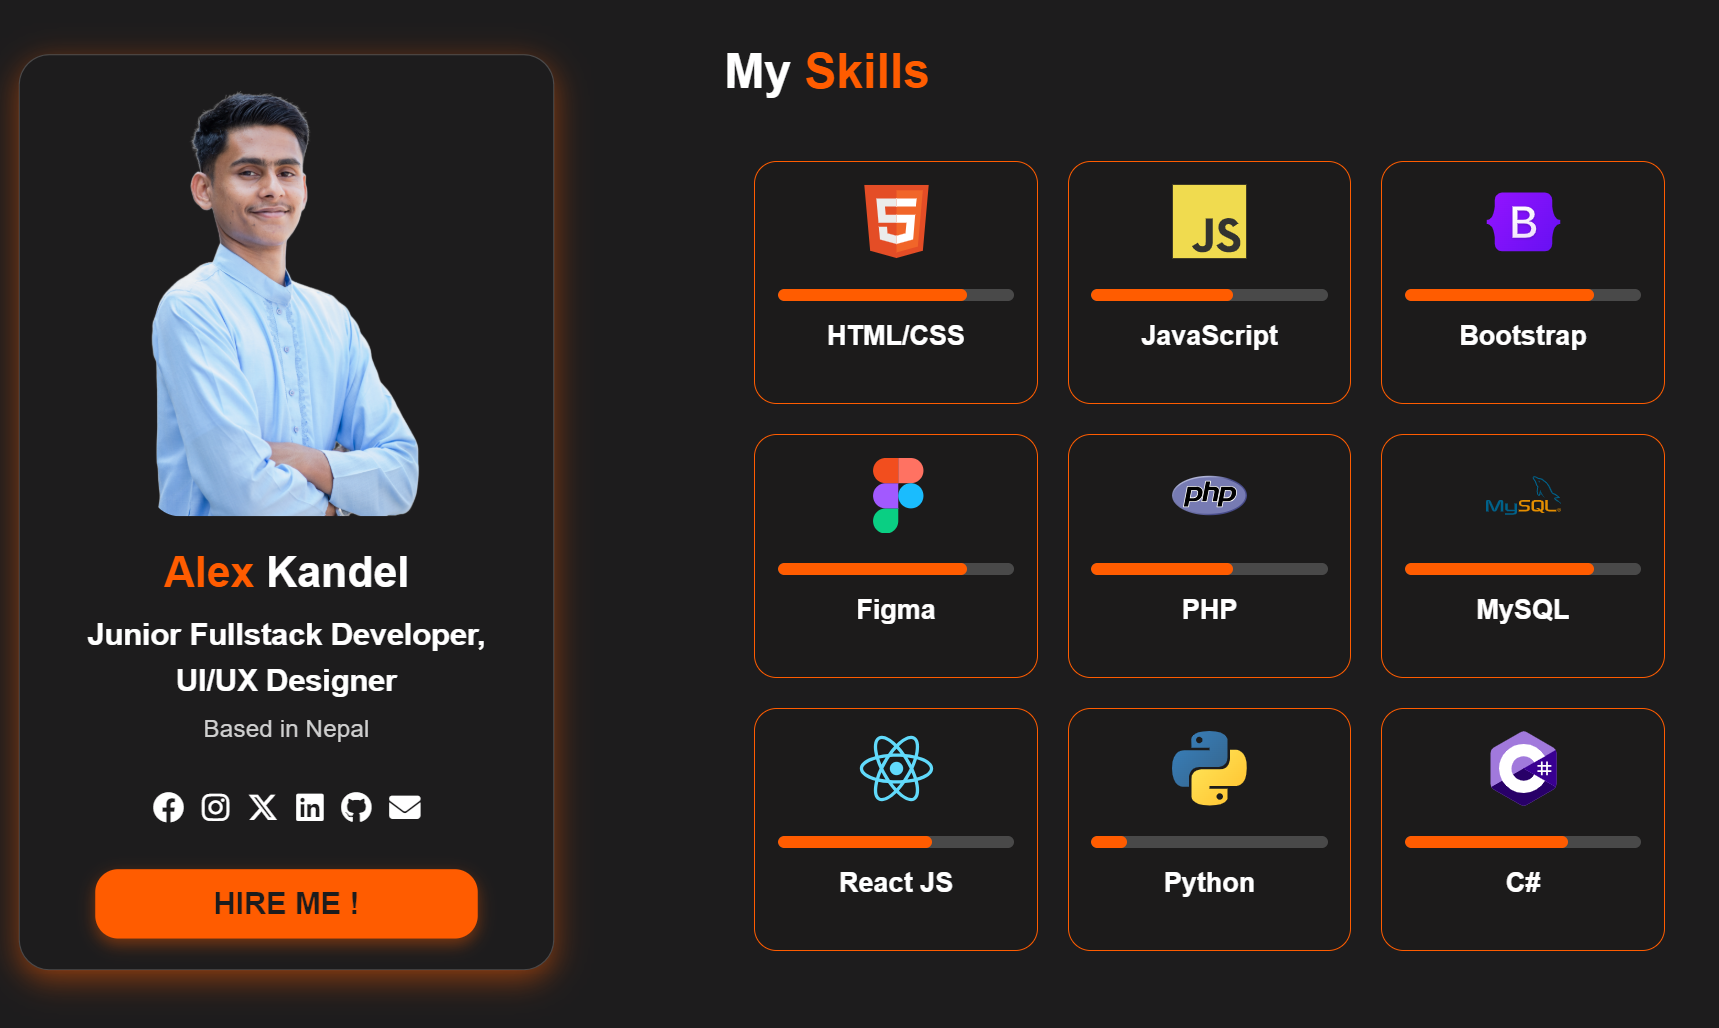 Alex Kandel
Junior Fullstack Developer,
UI/UX Designer
Based in Nepal
HIRE ME !
My Skills
5
HTML/CSS
JS
JavaScript
B
Bootstrap
Figma
php
PHP
MySQL®
MySQL
React JS
Python
C#
C#